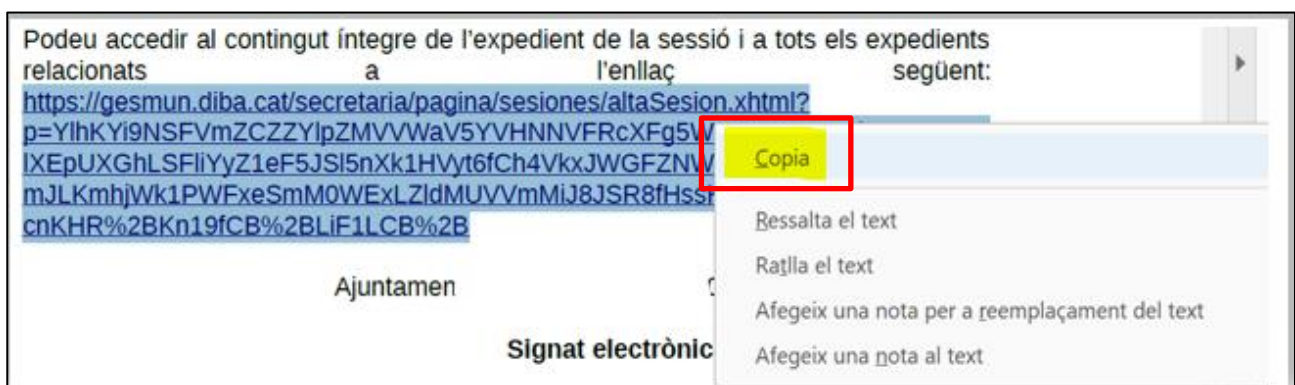 Podeu accedir al contingut íntegre de l'expedient de la sessió i a tots els expedients
relacionats a l'enllaç següent:
https://gesmun.diba.cat/secretaria/pagina/sesiones/altaSesion.xhtml?
p=YlhKYi9NSFVmZCZZYlpZMVVWaV5YVHNNVFRcXFg5W
lXEpUXGhLSFliYyZ1eF5JSl5nXk1HVyt6fCh4VkxJWGFZNW
mJLKmhjWk1PWFxeSmM0WExLZldMUVVmMiJ8JSR8fHss
cnKHR%2BKn19fCB%2BLiF1LCB%2B
Ajuntamen
Signat electrònic
Copia
Ressalta el text
Ratlla el text
Afegeix una nota per a reemplaçament del text
Afegeix una nota al text